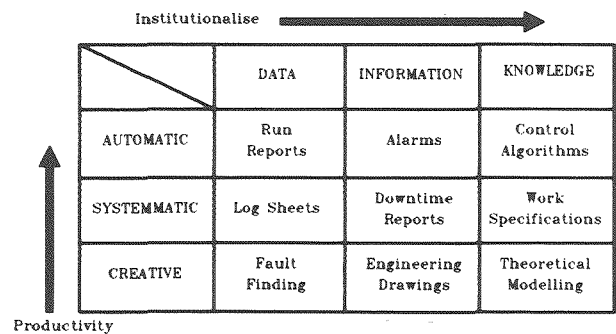 Institutionalise
DATA INFORMATION KNOWLEDGE
AUTOMATIC
Run
Reports
Alarms
Control
Algorithms
SYSTEMMATIC
Log Sheets
Downtime
Reports
Work
Specifications
CREATIVE
Fault
Finding
Engineering
Drawings
Theoretical
Modelling
Productivity